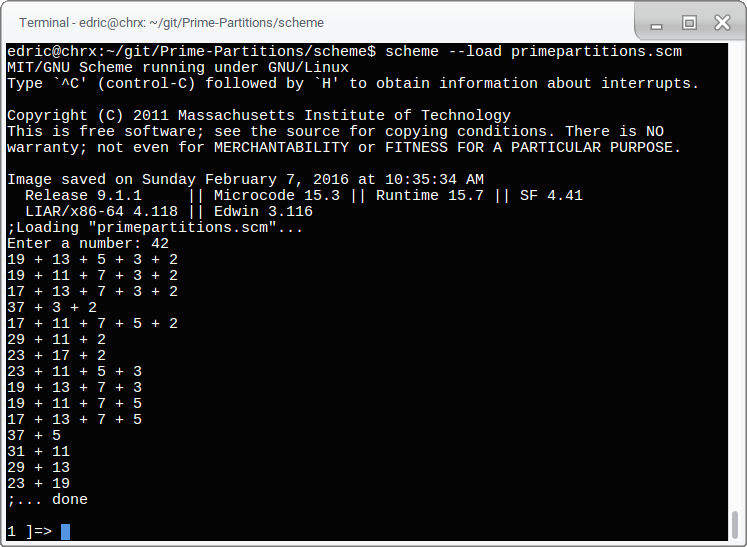 Terminal - edric@chrx: ~/git/Prime-Partitions/scheme
edric@chrx:~/git/Prime-Partitions/scheme$ scheme --load primepartitions.scm
MIT/GNU Scheme running under GNU/Linux
Type `^C' (control-C) followed by `H' to obtain information about interrupts.
Copyright (C) 2011 Massachusetts Institute of Technology
This is free software; see the source for copying conditions. There is NO
warranty; not even for MERCHANTABILITY or FITNESS FOR A PARTICULAR PURPOSE.
Image saved on Sunday February 7, 2016 at 10:35:34 AM
  Release 9.1.1     || Microcode 15.3 || Runtime 15.7 || SF 4.41
  LIAR/x86-64 4.118 || Edwin 3.116
;Loading "primepartitions.scm"...
Enter a number: 42
19 + 13 + 5 + 3 + 2
19 + 11 + 7 + 3 + 2
17 + 13 + 7 + 3 + 2
37 + 3 + 2
17 + 11 + 7 + 5 + 2
29 + 11 + 2
23 + 17 + 2
23 + 11 + 5 + 3
19 + 13 + 7 + 3
19 + 11 + 7 + 5
17 + 13 + 7 + 5
37 + 5
31 + 11
29 + 13
23 + 19
;... done
1 ]=>